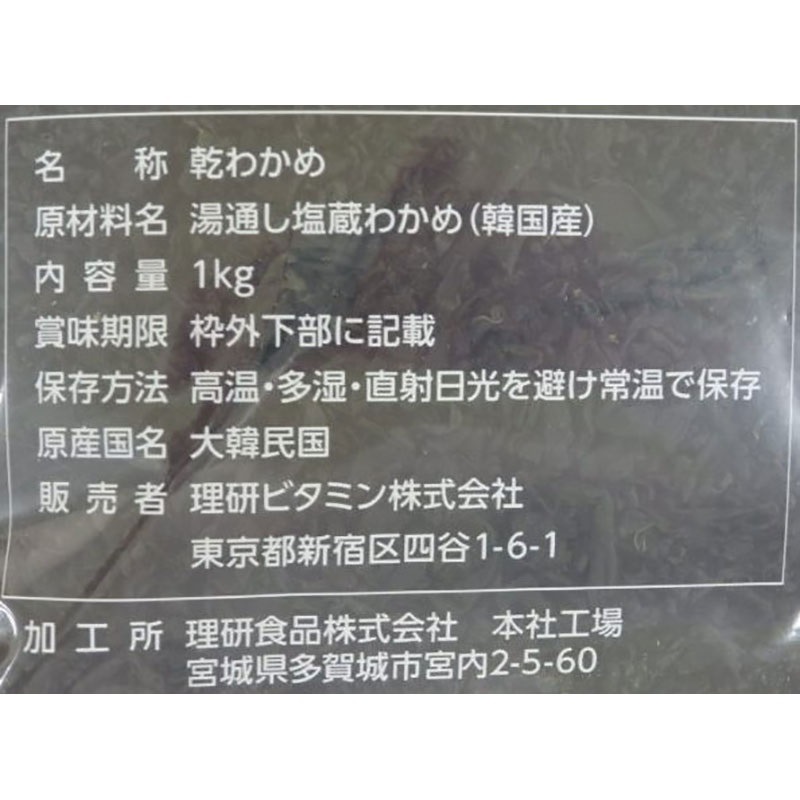 名称 乾わかめ
原材料名 湯通し塩蔵わかめ(韓国産)
内容量 1kg
賞味期限 枠外下部に記載
保存方法 高温・多湿・直射日光を避け常温で保存
原産国名 大韓民国
販売者 理研ビタミン株式会社
東京都新宿区四谷1-6-1
加工所 理研食品株式会社 本社工場
宮城県多賀城市宮内2-5-60